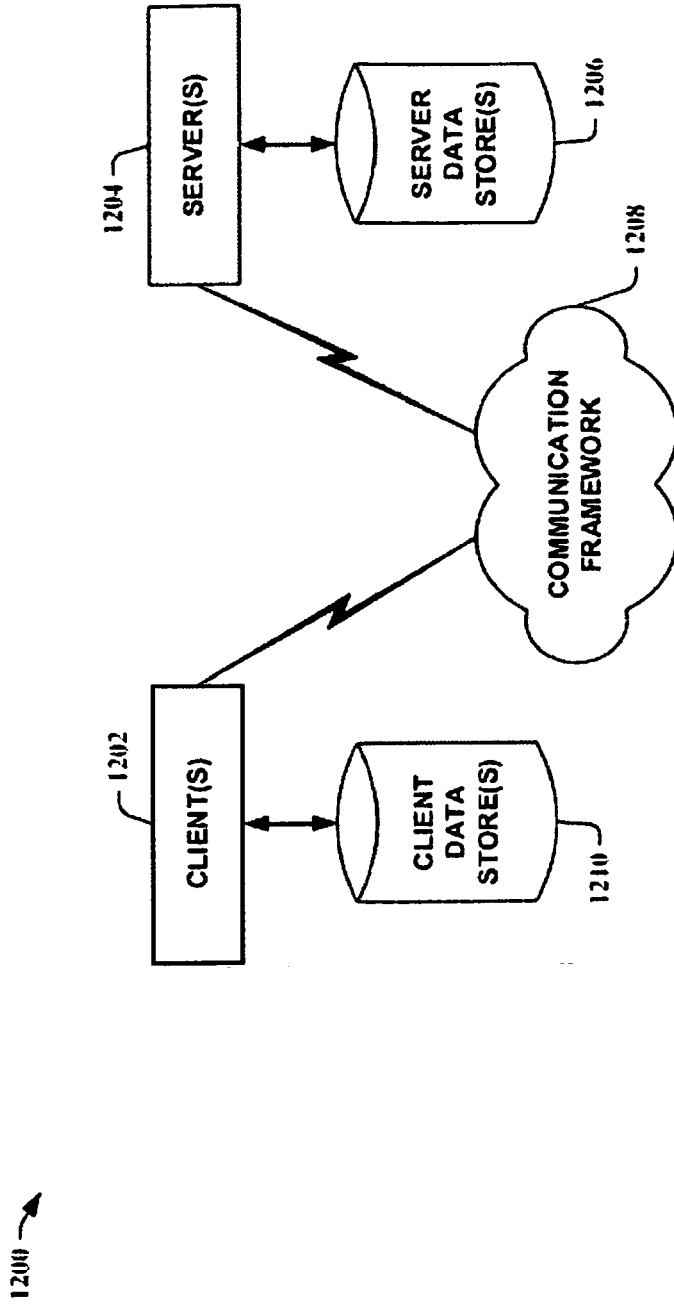 1200
1202
CLIENT(S)
CLIENT
DATA
STORE(S)
1210
1204
SERVER(S)
SERVER
DATA
STORE(S)
1206
COMMUNICATION
FRAMEWORK
1208